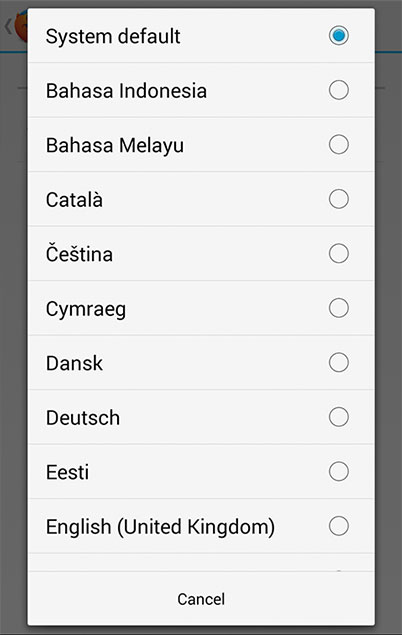 System default
Bahasa Indonesia
Bahasa Melayu
Català
Čeština
Cymraeg
Dansk
Deutsch
Eesti
English (United Kingdom)
Cancel